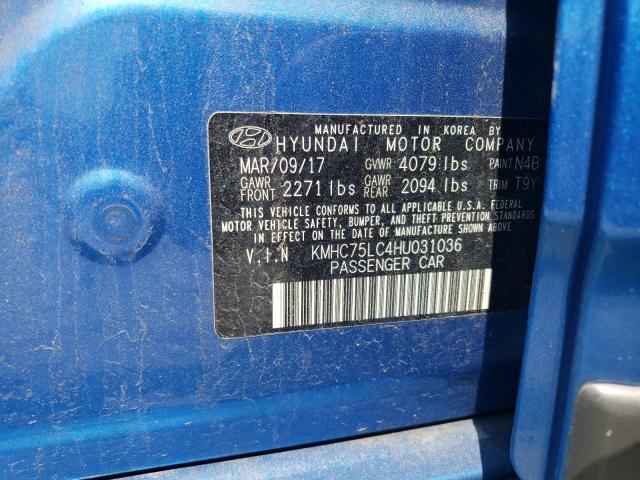 MANUFACTURED IN KOREA BY
HYUNDAI MOTOR COMPANY
MAR/09/17 GVWR 4079 lbs PAINT N4B
GAWR FRONT 2271 lbs GAWR REAR 2094 lbs TRIM T9Y
THIS VEHICLE CONFORMS TO ALL APPLICABLE U.S.A. FEDERAL
MOTOR VEHICLE SAFETY, BUMPER, AND THEFT PREVENTION STANDARDS
IN EFFECT ON THE DATE OF MANUFACTURE SHOWN ABOVE
V.I.N KMHC75LC4HU031036
PASSENGER CAR